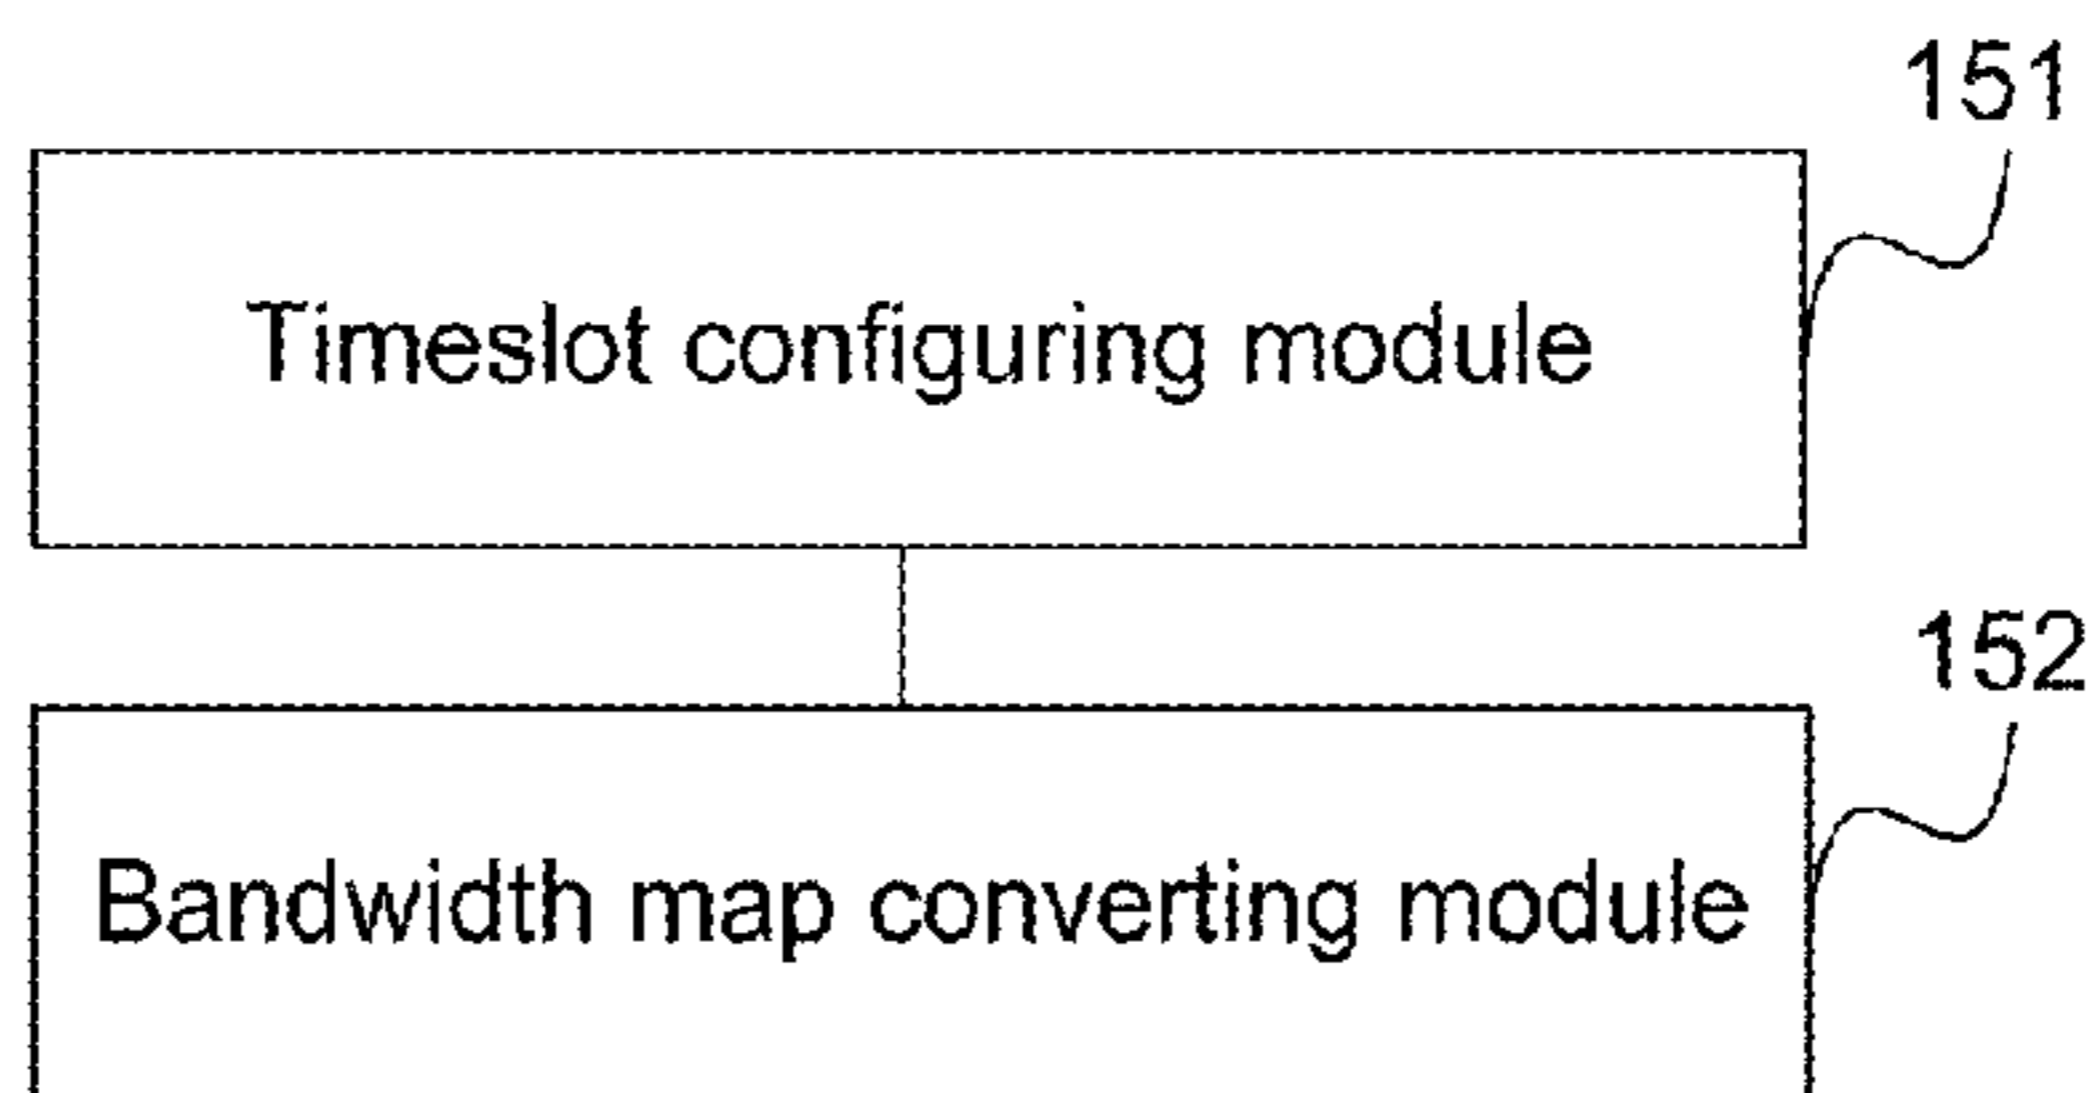 151
Timeslot configuring module
152
Bandwidth map converting module